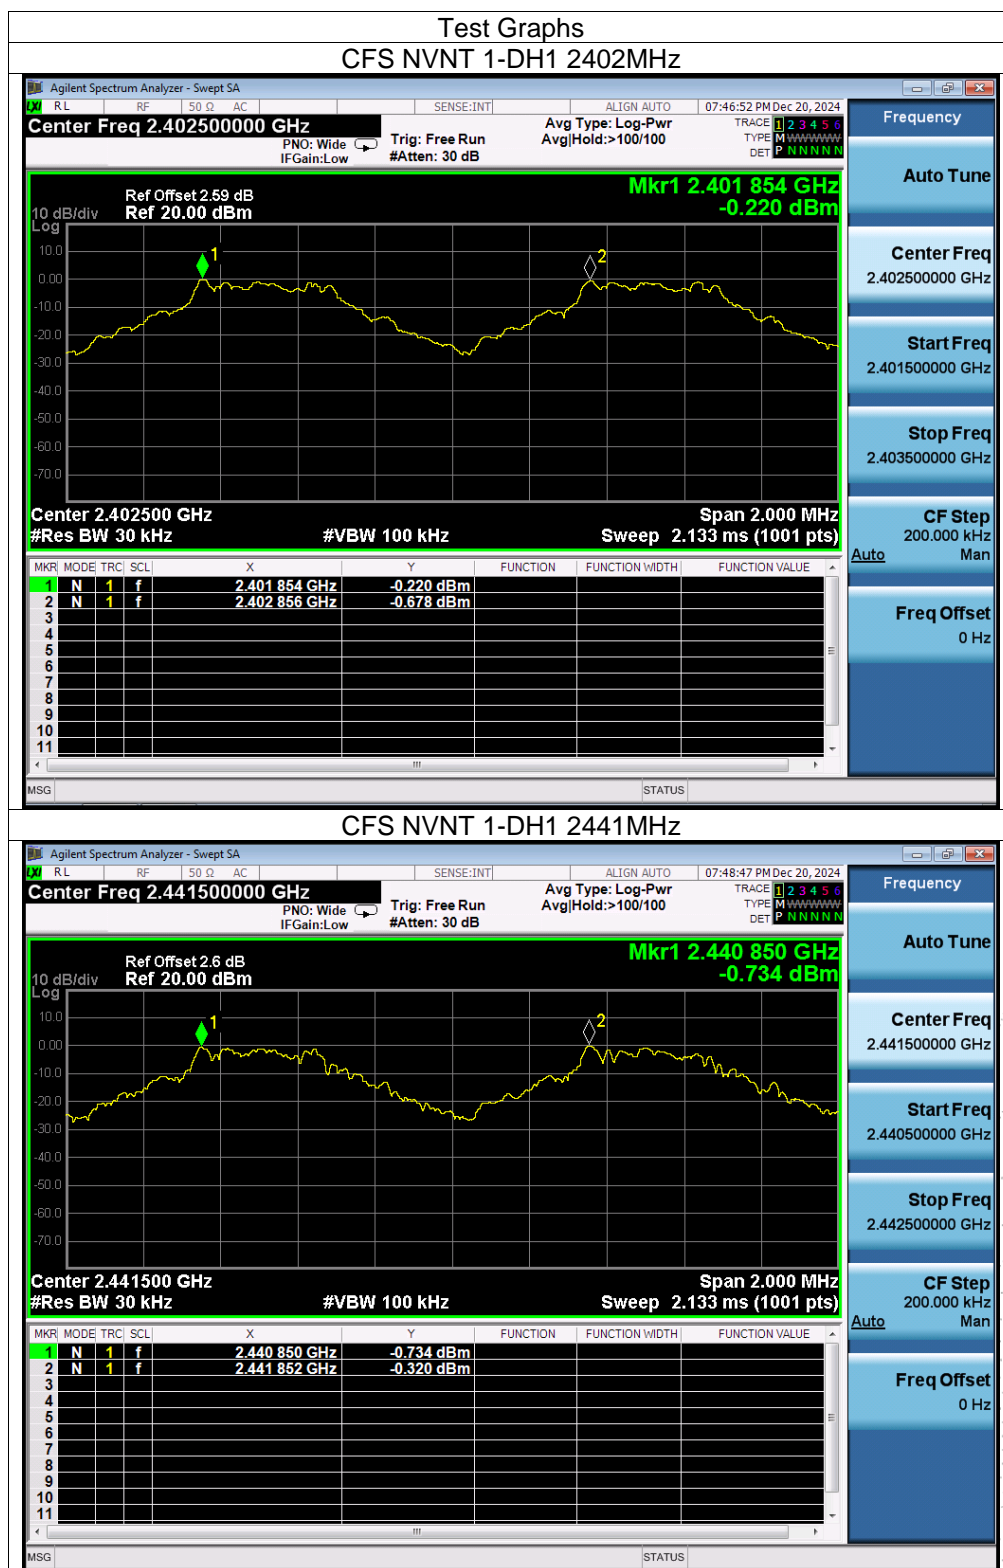 Test Graphs
CFS NVNT 1-DH1 2402MHz
Agilent Spectrum Analyzer - Swept SA
LXI RL RF 50 Ω AC SENSE:INT ALIGN AUTO 07:46:52 PM Dec 20, 2024
Center Freq 2.402500000 GHz
PNO: Wide
IFGain:Low
Trig: Free Run
#Atten: 30 dB
Avg Type: Log-Pwr
Avg|Hold:>100/100
TRACE 1 2 3 4 5 6
TYPE M WWWWW
DET P N N N N N
Ref Offset 2.59 dB
10 dB/div Ref 20.00 dBm
Log
Mkr1 2.401 854 GHz
-0.220 dBm
10.0
0.00
-10.0
-20.0
-30.0
-40.0
-50.0
-60.0
-70.0
1
2
Center 2.402500 GHz Span 2.000 MHz
#Res BW 30 kHz #VBW 100 kHz Sweep 2.133 ms (1001 pts)
MKR MODE TRC SCL X Y FUNCTION FUNCTION WIDTH FUNCTION VALUE
1 N 1 f 2.401 854 GHz -0.220 dBm
2 N 1 f 2.402 856 GHz -0.678 dBm
3
4
5
6
7
8
9
10
11
MSG STATUS
Frequency
Auto Tune
Center Freq
2.402500000 GHz
Start Freq
2.401500000 GHz
Stop Freq
2.403500000 GHz
CF Step
200.000 kHz
Auto Man
Freq Offset
0 Hz
CFS NVNT 1-DH1 2441MHz
Agilent Spectrum Analyzer - Swept SA
LXI RL RF 50 Ω AC SENSE:INT ALIGN AUTO 07:48:47 PM Dec 20, 2024
Center Freq 2.441500000 GHz
PNO: Wide
IFGain:Low
Trig: Free Run
#Atten: 30 dB
Avg Type: Log-Pwr
Avg|Hold:>100/100
TRACE 1 2 3 4 5 6
TYPE M WWWWW
DET P N N N N N
Ref Offset 2.6 dB
10 dB/div Ref 20.00 dBm
Log
Mkr1 2.440 850 GHz
-0.734 dBm
10.0
0.00
-10.0
-20.0
-30.0
-40.0
-50.0
-60.0
-70.0
1
2
Center 2.441500 GHz Span 2.000 MHz
#Res BW 30 kHz #VBW 100 kHz Sweep 2.133 ms (1001 pts)
MKR MODE TRC SCL X Y FUNCTION FUNCTION WIDTH FUNCTION VALUE
1 N 1 f 2.440 850 GHz -0.734 dBm
2 N 1 f 2.441 852 GHz -0.320 dBm
3
4
5
6
7
8
9
10
11
MSG STATUS
Frequency
Auto Tune
Center Freq
2.441500000 GHz
Start Freq
2.440500000 GHz
Stop Freq
2.442500000 GHz
CF Step
200.000 kHz
Auto Man
Freq Offset
0 Hz